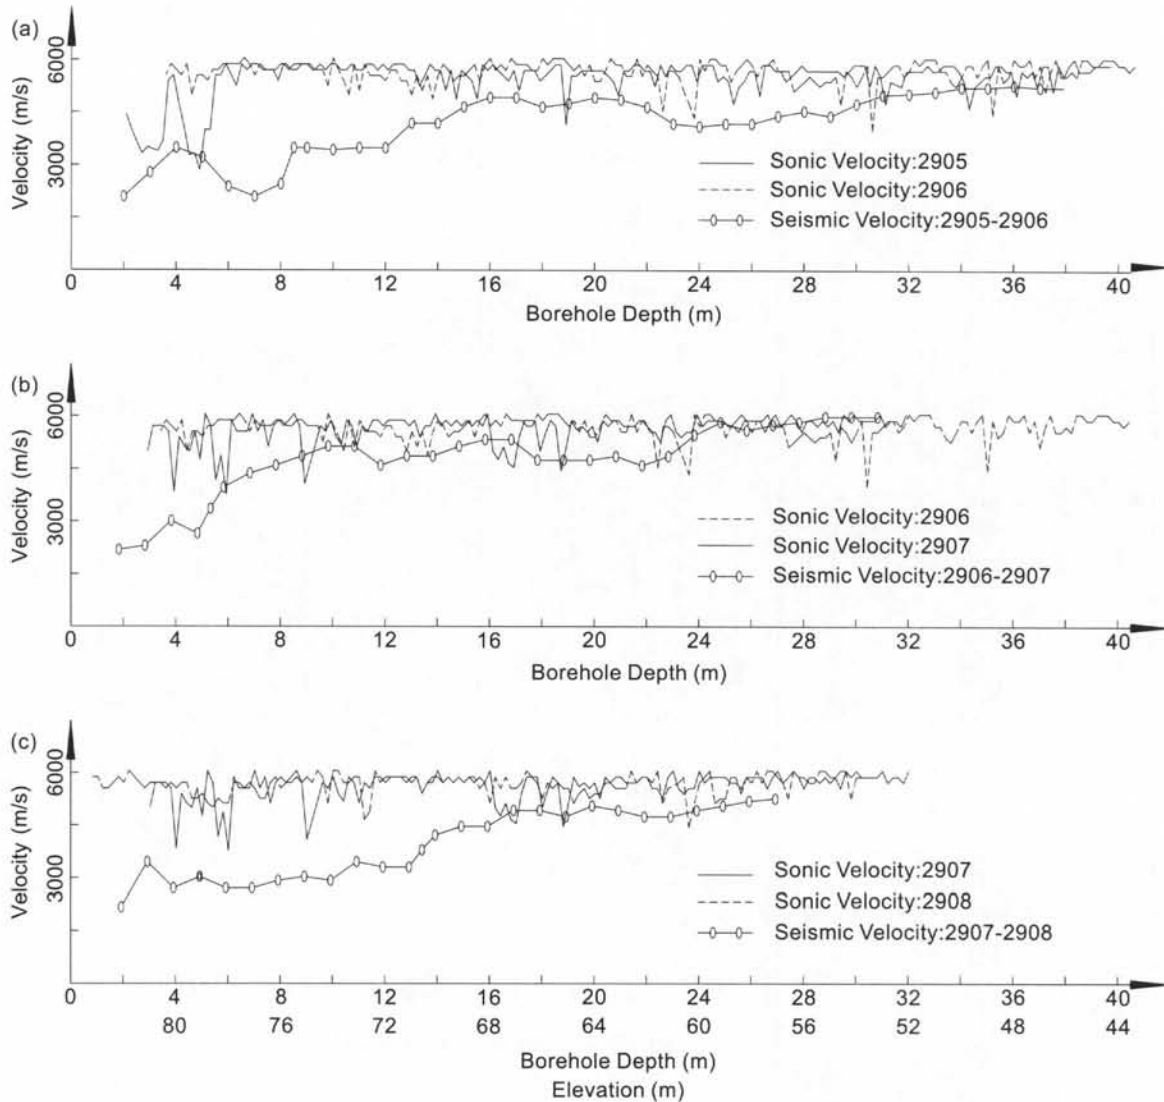 (a)
6000
3000
Velocity (m/s)
Sonic Velocity:2905
Sonic Velocity:2906
Seismic Velocity:2905-2906
0 4 8 12 16 20 24 28 32 36 40
Borehole Depth (m)
(b)
6000
3000
Velocity (m/s)
Sonic Velocity:2906
Sonic Velocity:2907
Seismic Velocity:2906-2907
0 4 8 12 16 20 24 28 32 36 40
Borehole Depth (m)
(c)
6000
3000
Velocity (m/s)
Sonic Velocity:2907
Sonic Velocity:2908
Seismic Velocity:2907-2908
0 4 8 12 16 20 24 28 32 36 40
80 76 72 68 64 60 56 52 48 44
Borehole Depth (m)
Elevation (m)